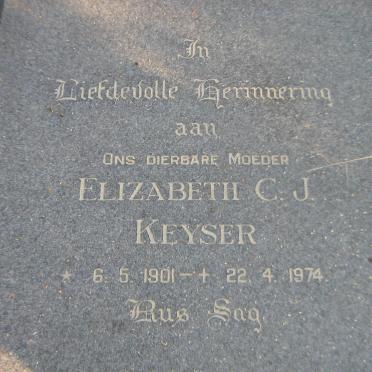 In
Liefdevolle Herinnering
aan
ONS DIERBARE MOEDER
ELIZABETH C. J.
KEYSER
* 6. 5. 1901 – + 22. 4. 1974
Rus Sag